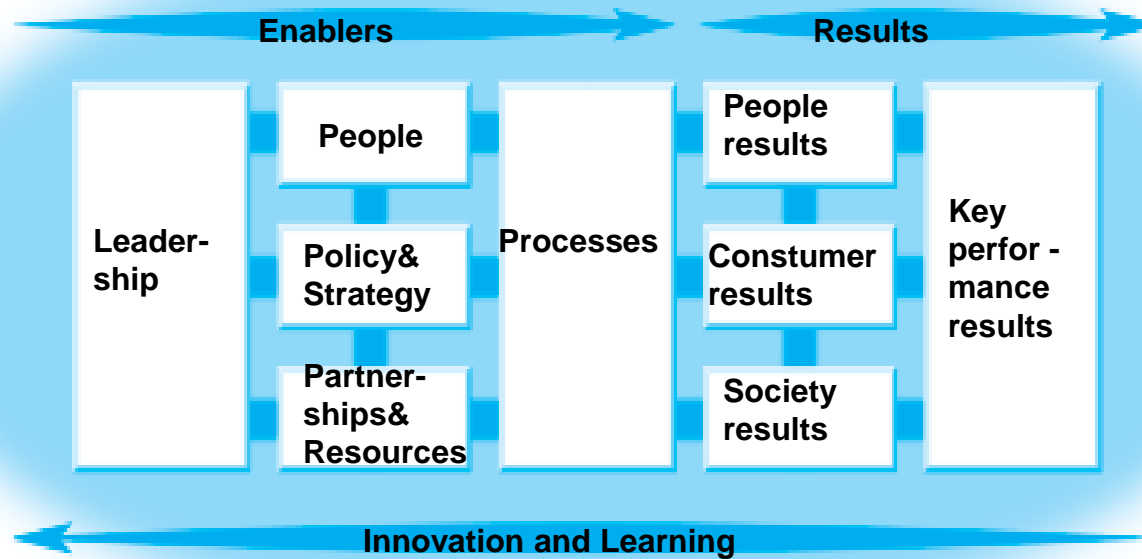 Enablers
Results
Leader-
ship
People
Policy&
Strategy
Partner-
ships&
Resources
Processes
People
results
Constumer
results
Society
results
Key
perfor -
mance
results
Innovation and Learning